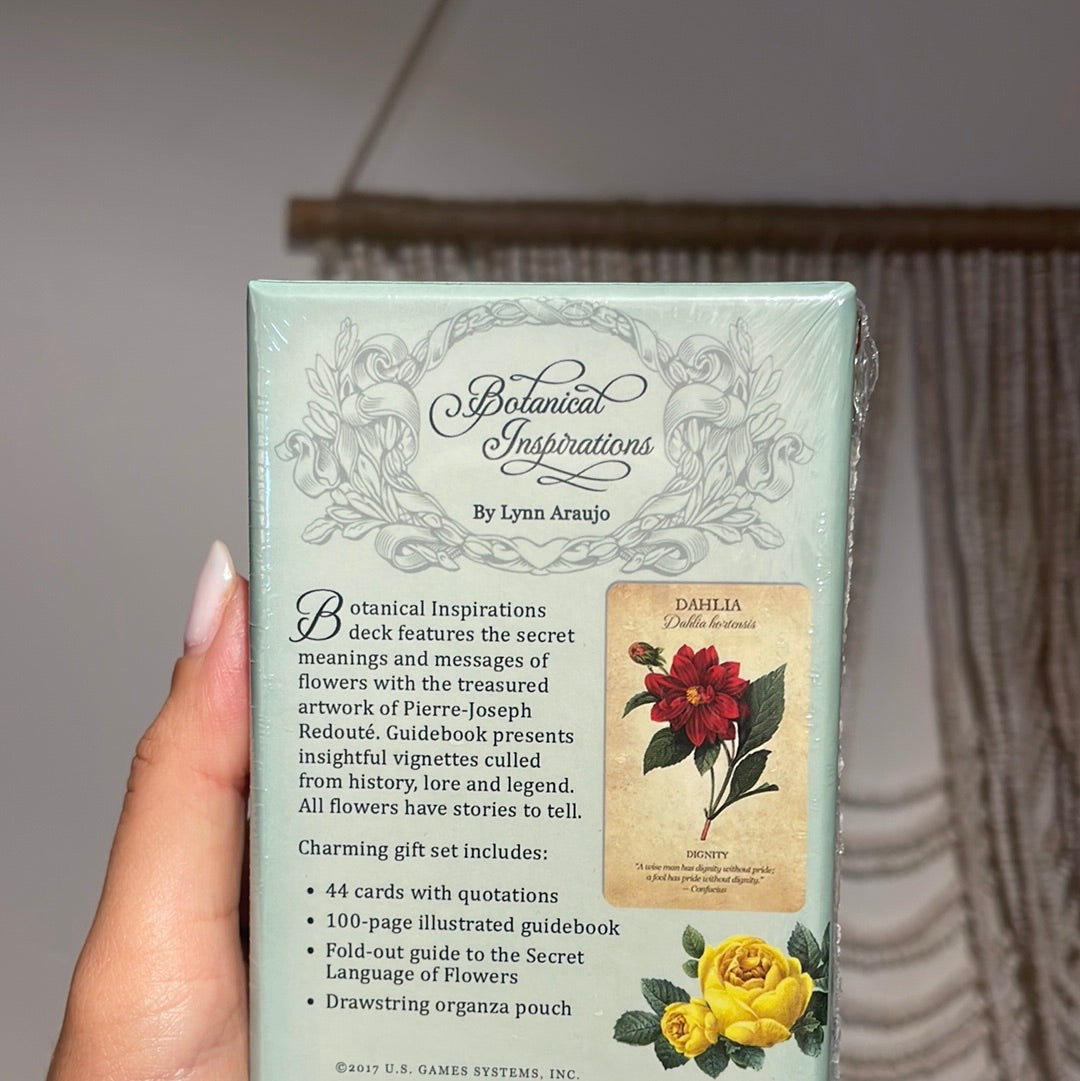 Botanical
Inspirations
By Lynn Araujo
Botanical Inspirations
deck features the secret
meanings and messages of
flowers with the treasured
artwork of Pierre-Joseph
Redouté. Guidebook presents
insightful vignettes culled
from history, lore and legend.
All flowers have stories to tell.
Charming gift set includes:
• 44 cards with quotations
• 100-page illustrated guidebook
• Fold-out guide to the Secret
Language of Flowers
• Drawstring organza pouch
©2017 U.S. GAMES SYSTEMS, INC.
DAHLIA
Dahlia hortensis
DIGNITY
"A wise man has dignity without pride;
a fool has pride without dignity."
— Confucius